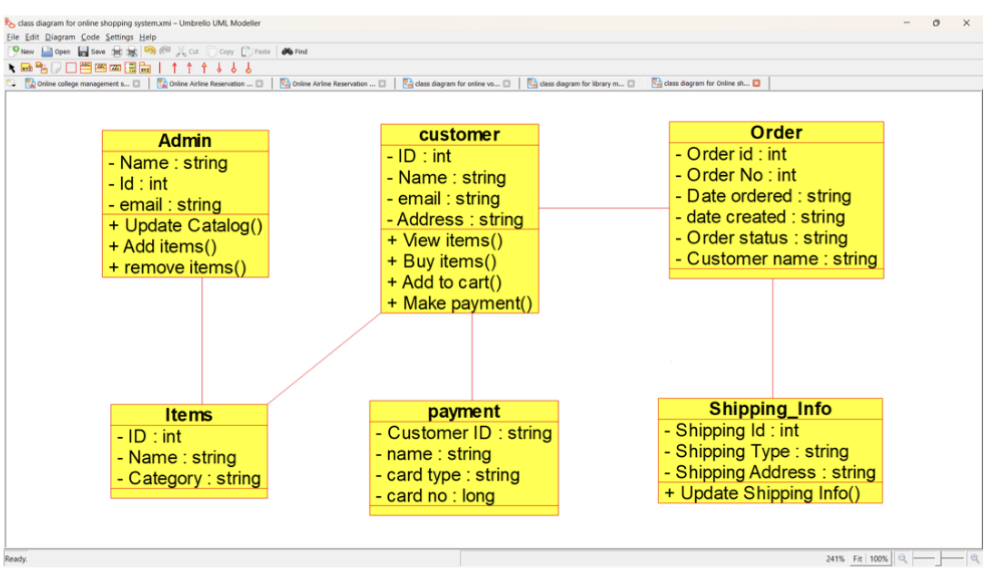 class diagram for online shopping system.xmi – Umbrello UML Modeller
File Edit Diagram Code Settings Help
New Open Save Cut Copy Paste Find
Online college management s... Online Airline Reservation ... Online Airline Reservation ... class diagram for online vo... class diagram for library m... class diagram for Online sh...
Admin
- Name : string
- Id : int
- email : string
+ Update Catalog()
+ Add items()
+ remove items()
customer
- ID : int
- Name : string
- email : string
- Address : string
+ View items()
+ Buy items()
+ Add to cart()
+ Make payment()
Order
- Order id : int
- Order No : int
- Date ordered : string
- date created : string
- Order status : string
- Customer name : string
Items
- ID : int
- Name : string
- Category : string
payment
- Customer ID : string
- name : string
- card type : string
- card no : long
Shipping_Info
- Shipping Id : int
- Shipping Type : string
- Shipping Address : string
+ Update Shipping Info()
Ready.
241% Fit 100%